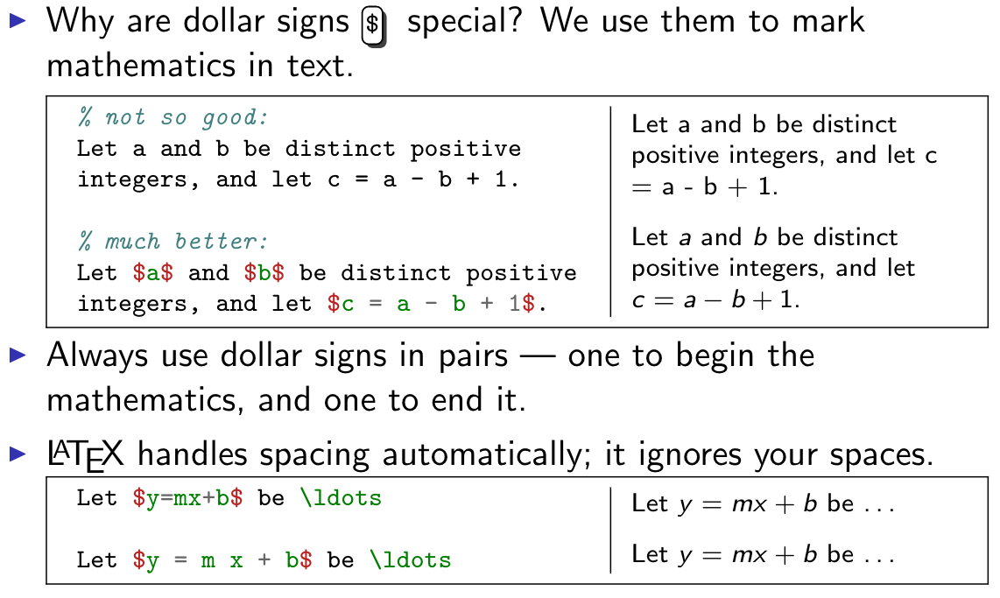 Why are dollar signs $ special? We use them to mark
mathematics in text.
% not so good:
Let a and b be distinct positive
integers, and let c = a - b + 1.
% much better:
Let $a$ and $b$ be distinct positive
integers, and let $c = a - b + 1$.
Let a and b be distinct
positive integers, and let c
= a - b + 1.
Let a and b be distinct
positive integers, and let
c = a − b + 1.
Always use dollar signs in pairs — one to begin the
mathematics, and one to end it.
LATEX handles spacing automatically; it ignores your spaces.
Let $y=mx+b$ be \ldots
Let $y = m x + b$ be \ldots
Let y = mx + b be . . .
Let y = mx + b be . . .